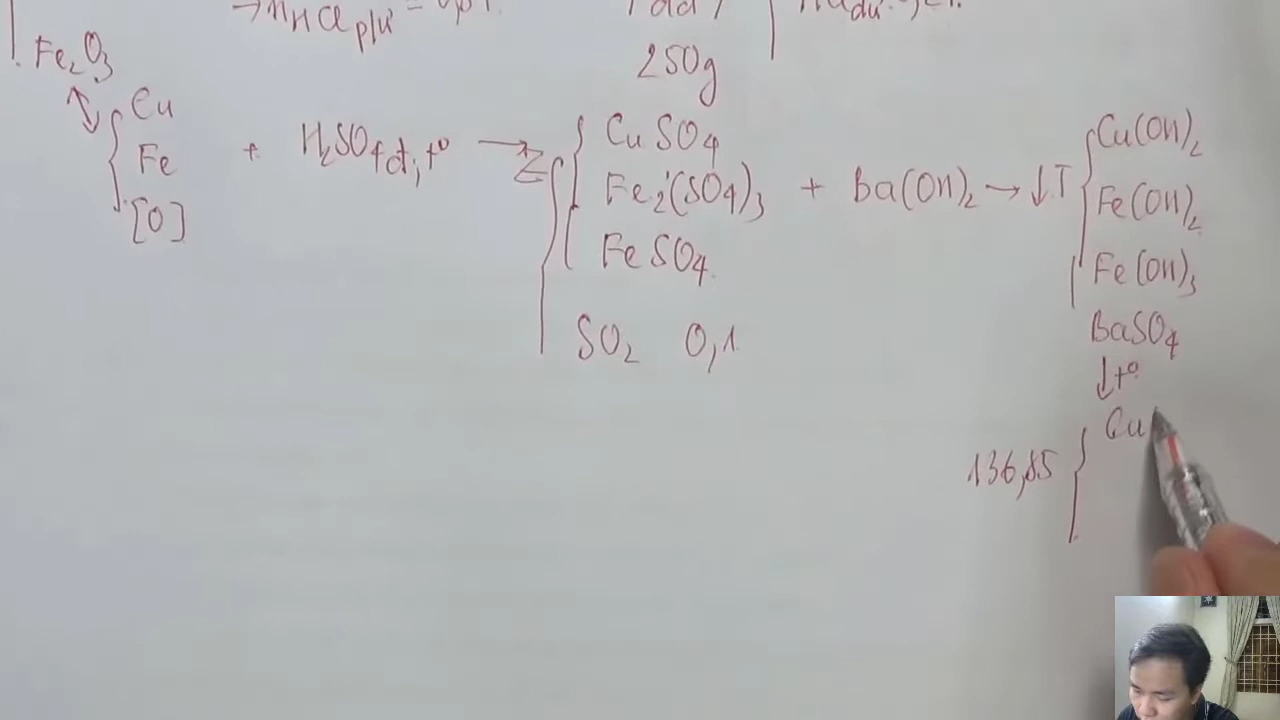 250g
Fe₂O₃
Cu
Fe
[O]
+ H₂SO₄ đ, t° → Z
CuSO₄
Fe₂(SO₄)₃
FeSO₄
SO₂ 0,1
+ Ba(OH)₂ → ↓T
Cu(OH)₂
Fe(OH)₂
Fe(OH)₃
BaSO₄
↓t°
136,85
Cu